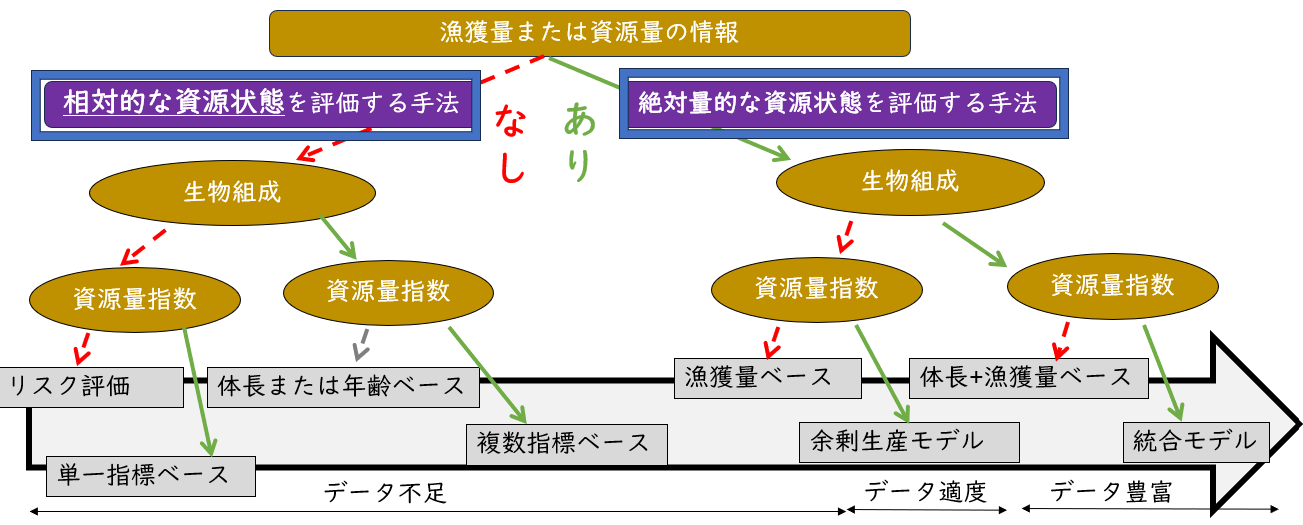 漁獲量または資源量の情報
相対的な資源状態を評価する手法
絶対量的な資源状態を評価する手法
なし
あり
生物組成
生物組成
資源量指数
資源量指数
資源量指数
資源量指数
リスク評価
体長または年齢ベース
漁獲量ベース
体長+漁獲量ベース
単一指標ベース
複数指標ベース
余剰生産モデル
統合モデル
データ不足
データ適度
データ豊富